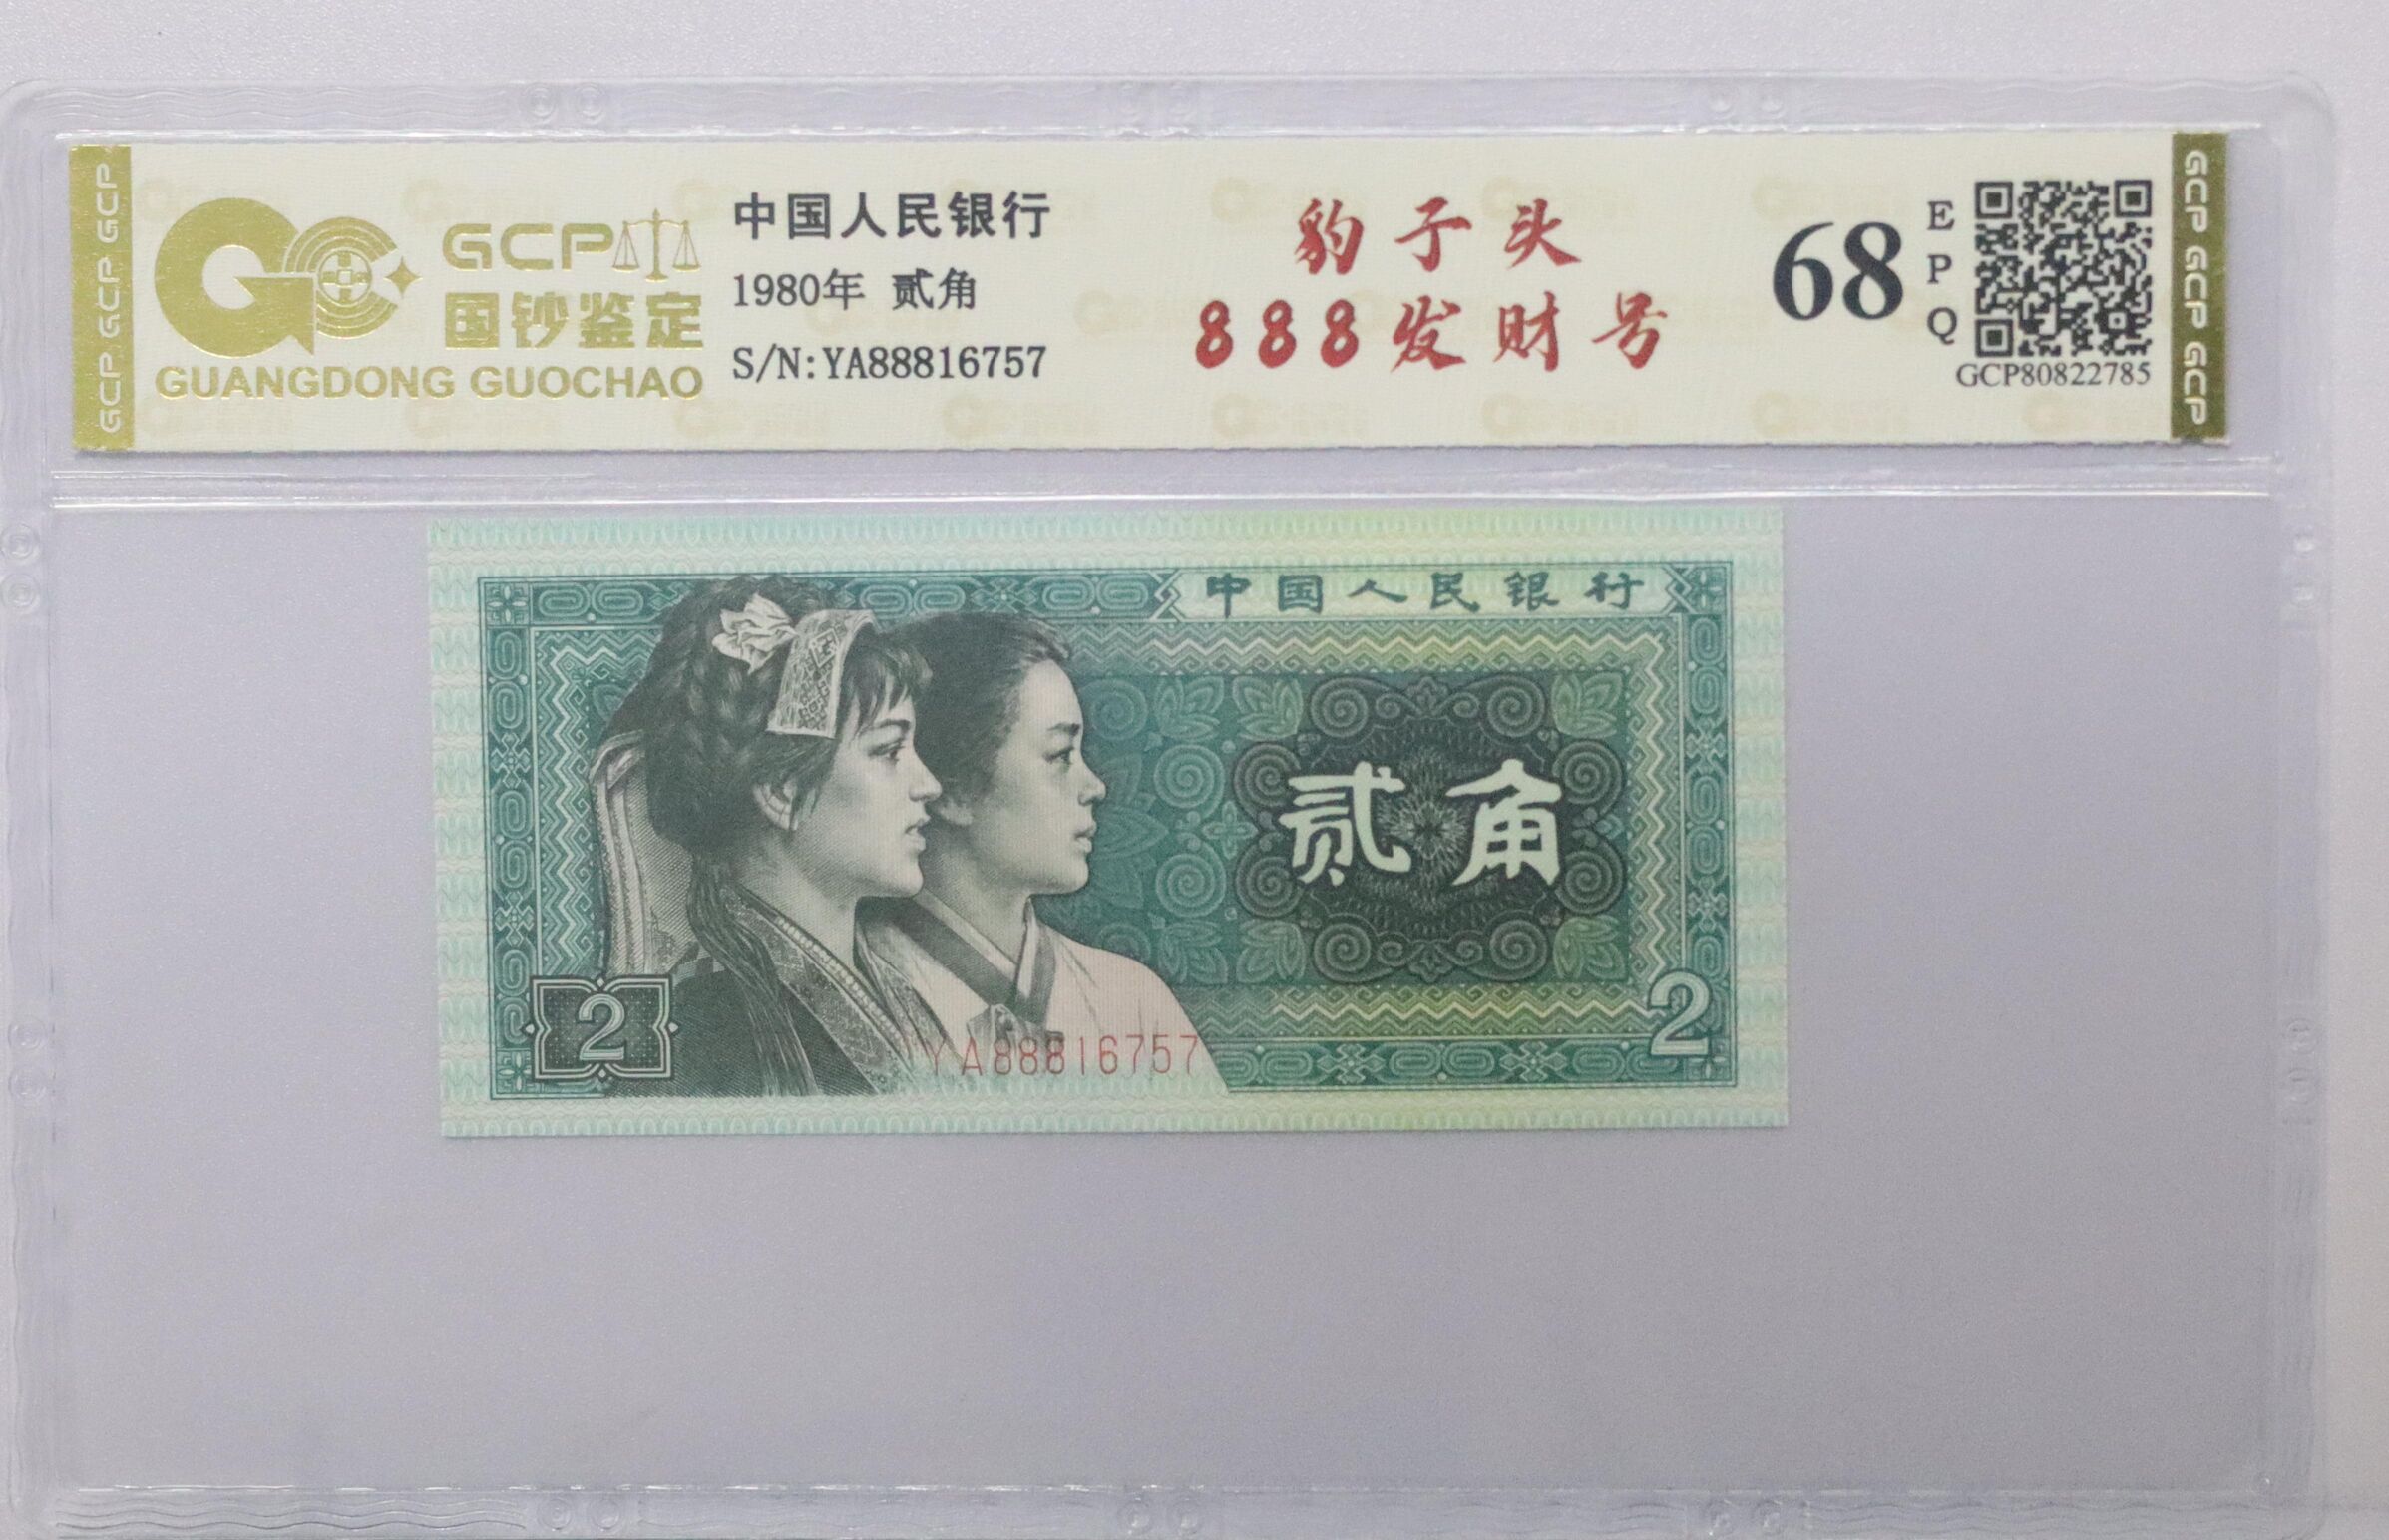 GCP GCP GCP
GCP
国钞鉴定
GUANGDONG GUOCHAO
中国人民银行
1980年 贰角
S/N:YA88816757
豹子头
888发财号
68
EPQ
GCP80822785
GCP GCP GCP
中国人民银行
贰角
2
YA88816757
2